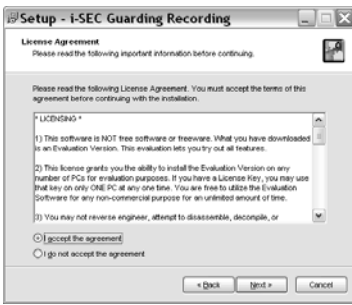 Setup - i-SEC Guarding Recording
License Agreement
Please read the following important information before continuing.
Please read the following License Agreement. You must accept the terms of this
agreement before continuing with the installation.
* LICENSING *
1) This software is NOT free software or freeware. What you have downloaded
is an Evaluation Version. This evaluation lets you try out all features.
2) This license grants you the ability to install the Evaluation Version on any
number of PCs for evaluation purposes. If you have a License Key, you may use
that key on only ONE PC at any one time. You are free to utilize the Evaluation
Software for any non-commercial purpose for an unlimited amount of time.
3) You may not reverse engineer, attempt to disassemble, decompile, or
I accept the agreement
I do not accept the agreement
< Back
Next >
Cancel